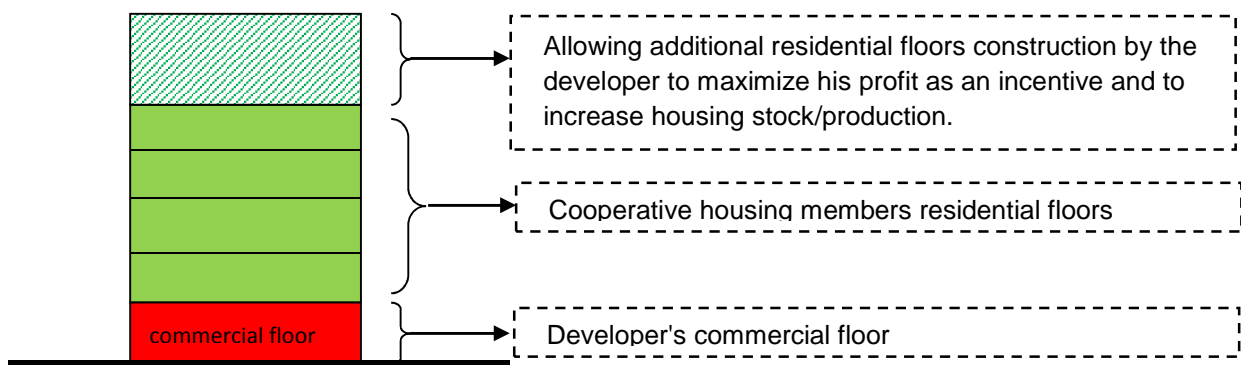 Allowing additional residential floors construction by the
developer to maximize his profit as an incentive and to
increase housing stock/production.
Cooperative housing members residential floors
commercial floor
Developer's commercial floor